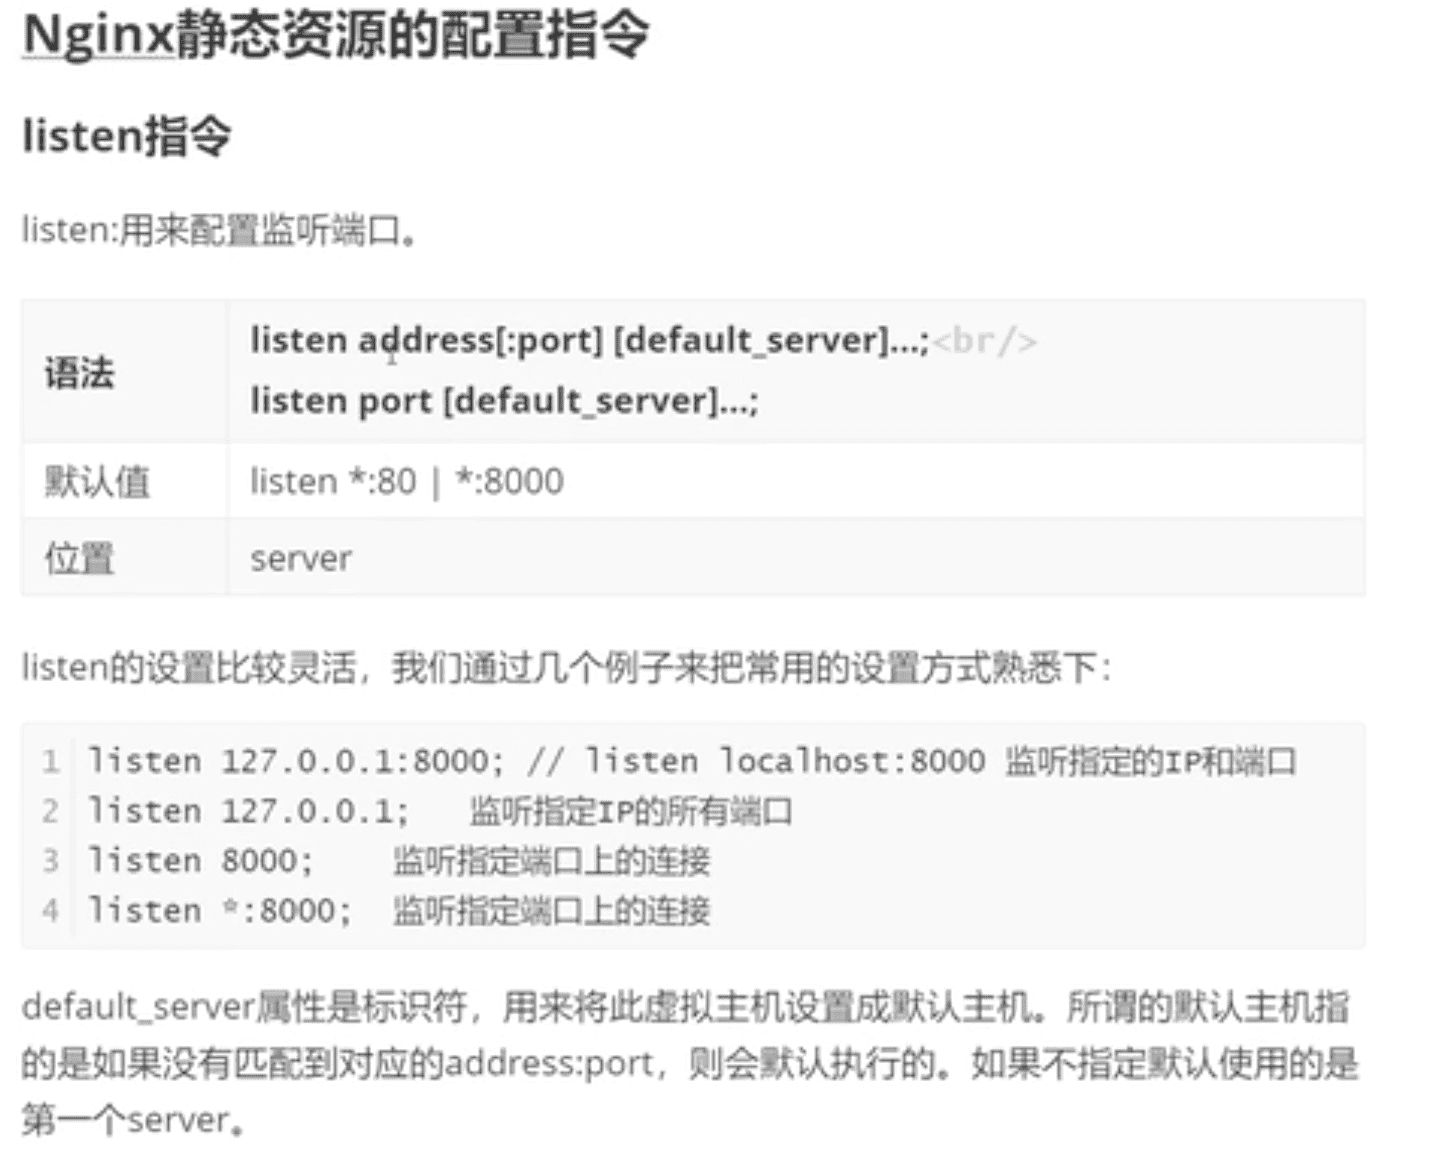 Nginx静态资源的配置指令
listen指令
listen:用来配置监听端口。
语法
listen address[:port] [default_server]...;<br/>
listen port [default_server]...;
默认值
listen *:80 | *:8000
位置
server
listen的设置比较灵活，我们通过几个例子来把常用的设置方式熟悉下：
1 listen 127.0.0.1:8000; // listen localhost:8000 监听指定的IP和端口
2 listen 127.0.0.1;   监听指定IP的所有端口
3 listen 8000;    监听指定端口上的连接
4 listen *:8000;  监听指定端口上的连接
default_server属性是标识符，用来将此虚拟主机设置成默认主机。所谓的默认主机指
的是如果没有匹配到对应的address:port，则会默认执行的。如果不指定默认使用的是
第一个server。